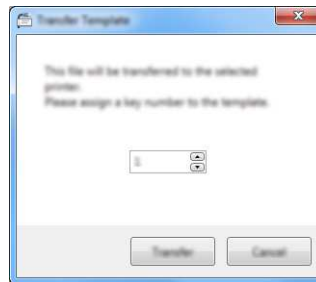 Transfer Template
This file will be transferred to the selected
printer.
Please assign a key number to the template.
Transfer
Cancel